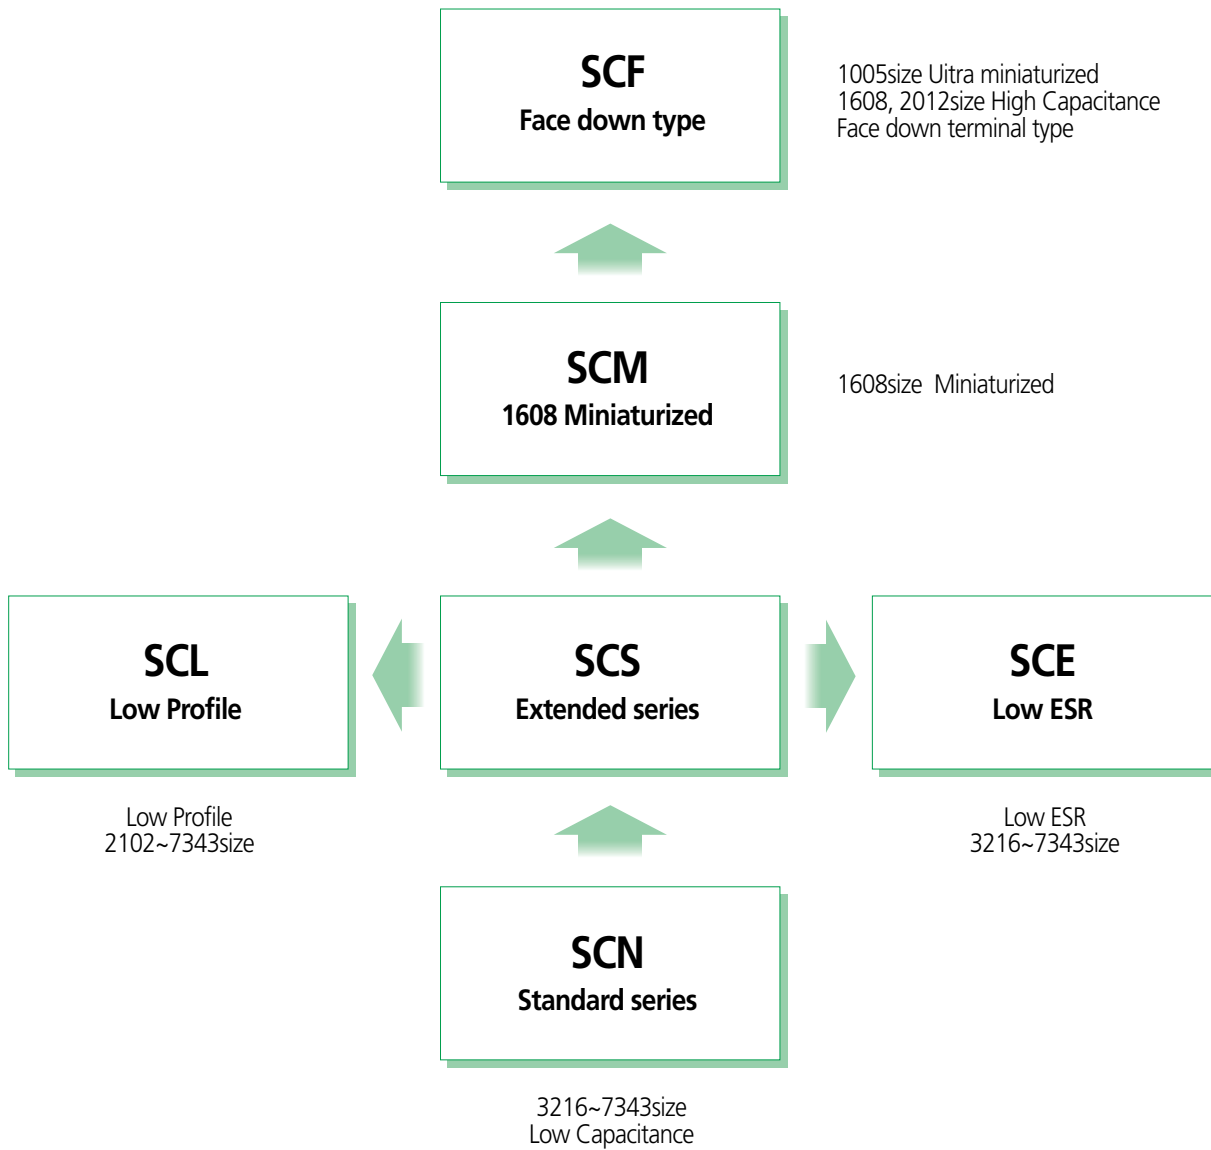 SCF
Face down type
1005size Uitra miniaturized
1608, 2012size High Capacitance
Face down terminal type
SCM
1608 Miniaturized
1608size  Miniaturized
SCL
Low Profile
SCS
Extended series
SCE
Low ESR
Low Profile
2102~7343size
Low ESR
3216~7343size
SCN
Standard series
3216~7343size
Low Capacitance